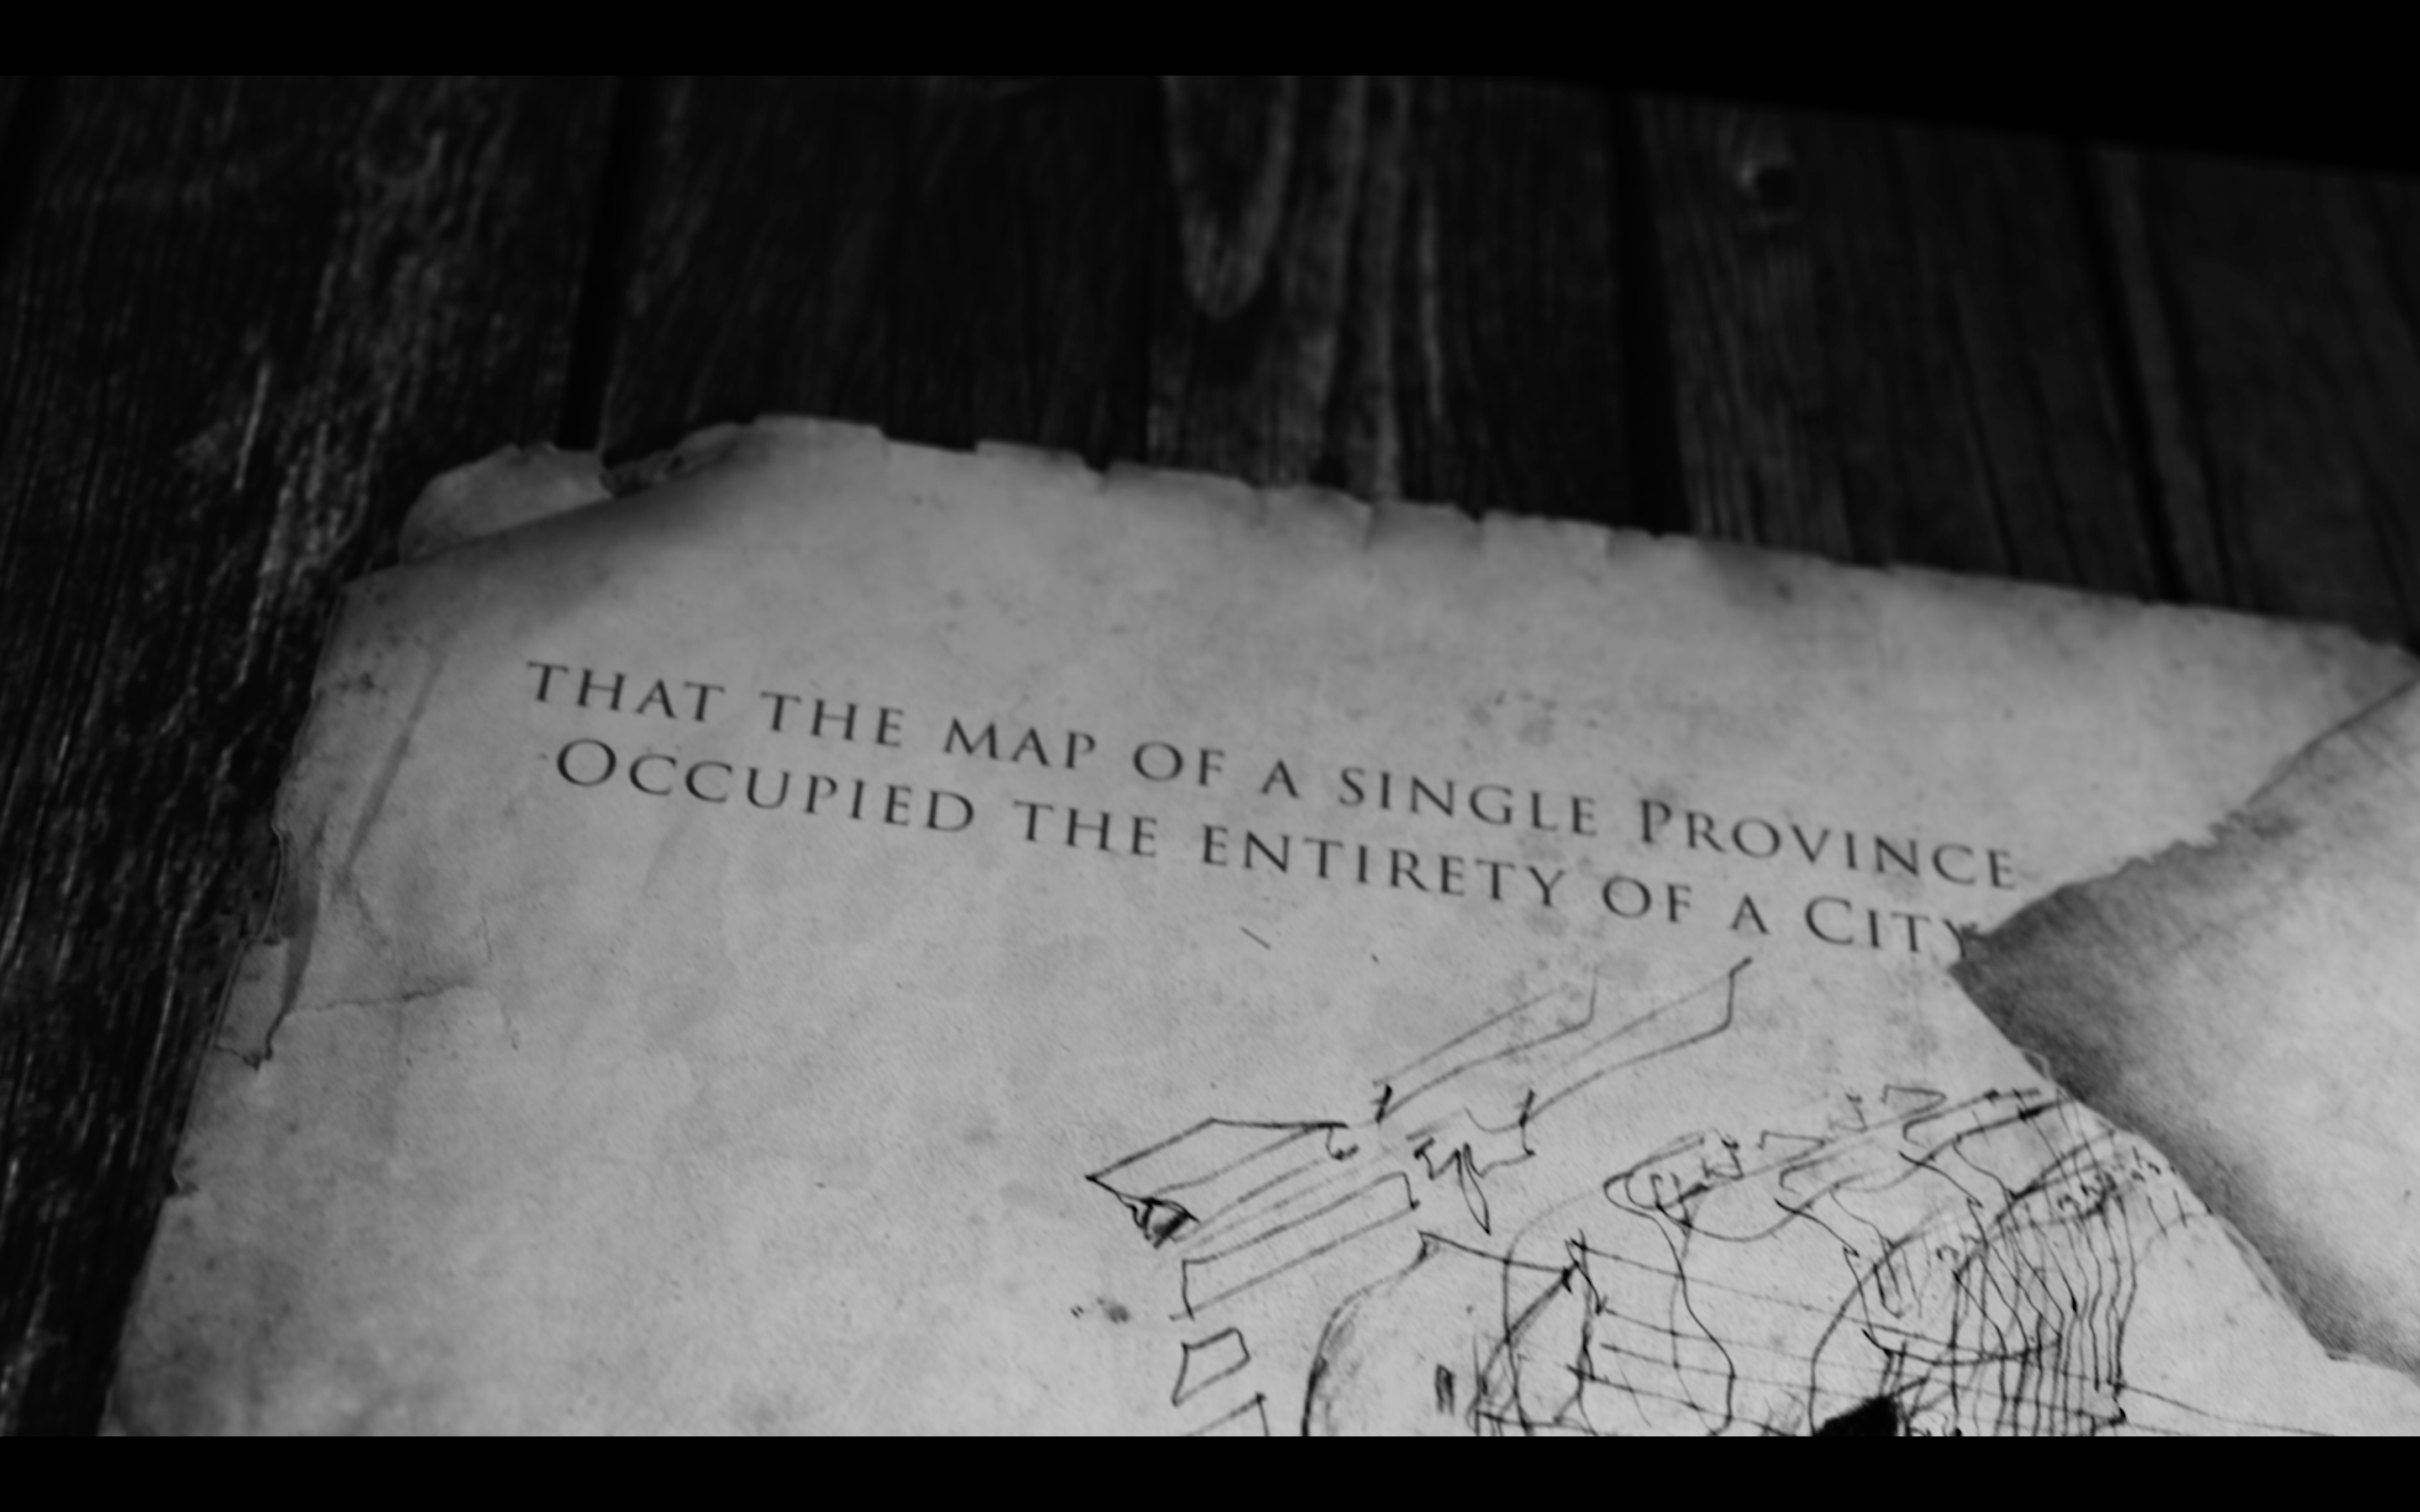 THAT THE MAP OF A SINGLE PROVINCE
OCCUPIED THE ENTIRETY OF A CITY